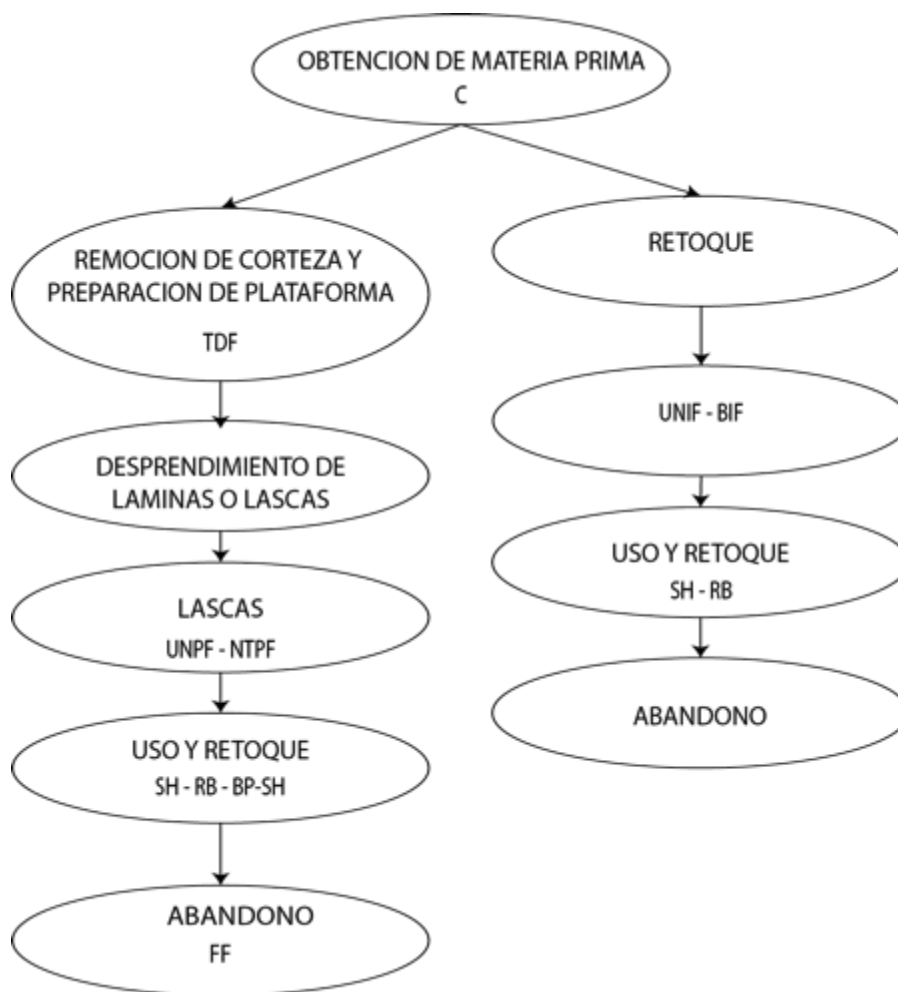 OBTENCION DE MATERIA PRIMA
C
REMOCION DE CORTEZA Y
PREPARACION DE PLATAFORMA
TDF
DESPRENDIMIENTO DE
LAMINAS O LASCAS
LASCAS
UNPF - NTPF
USO Y RETOQUE
SH - RB - BP-SH
ABANDONO
FF
RETOQUE
UNIF - BIF
USO Y RETOQUE
SH - RB
ABANDONO